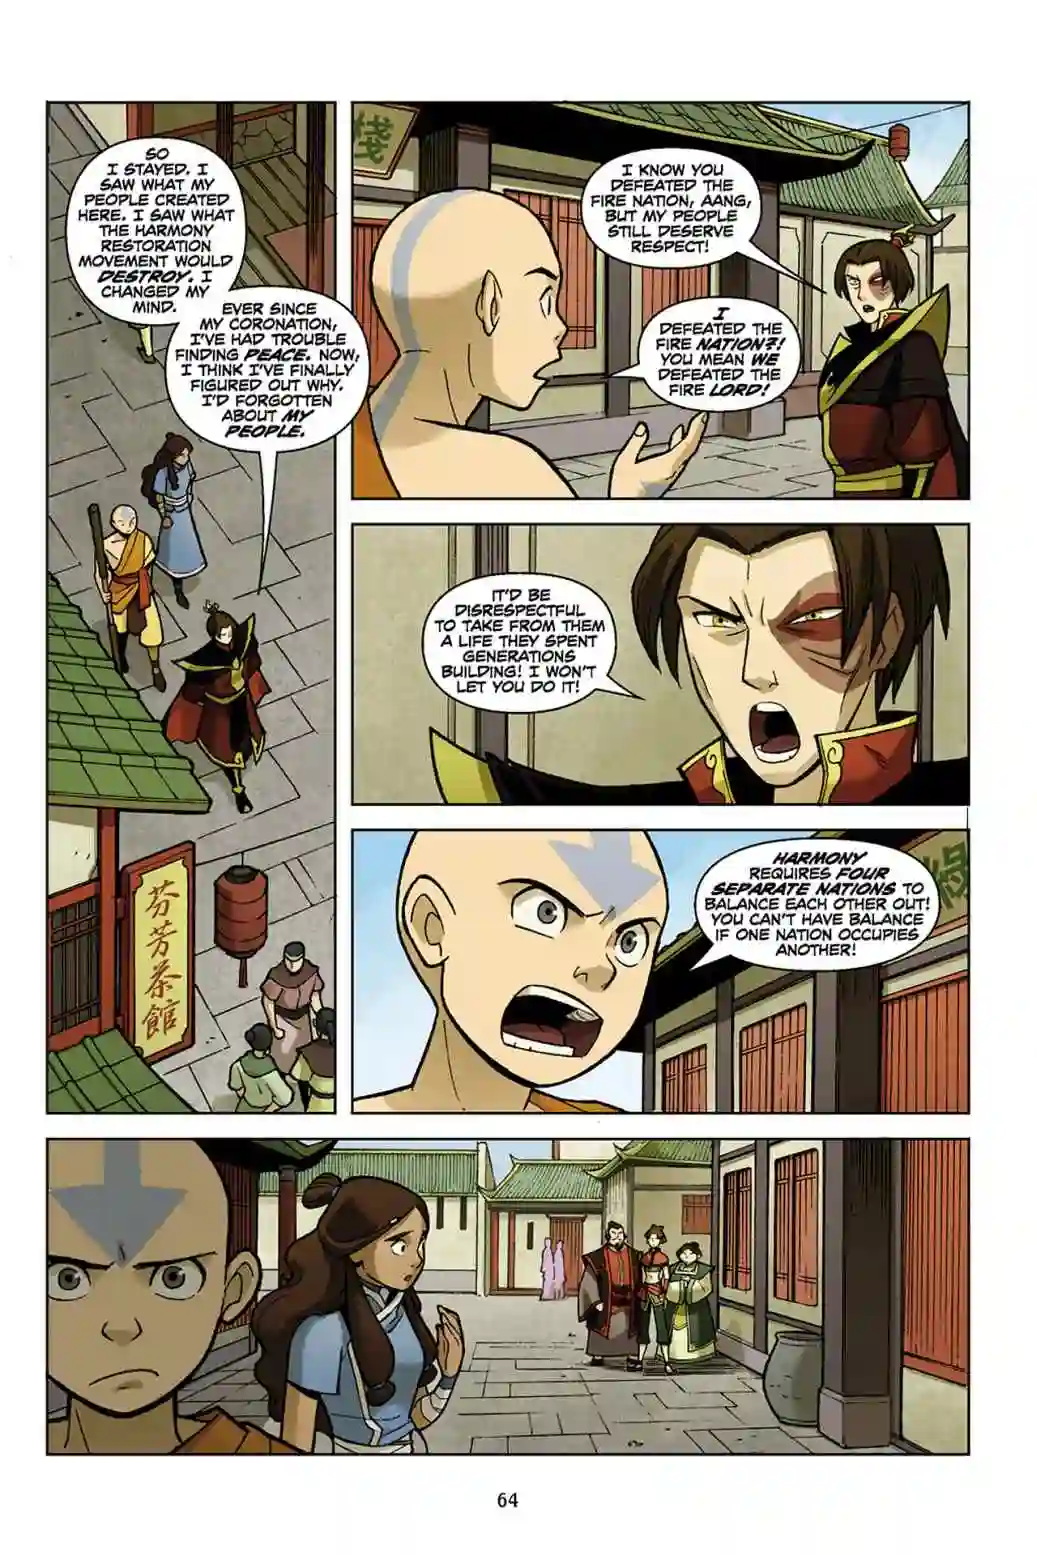 SO
I STAYED. I
SAW WHAT MY
PEOPLE CREATED
HERE. I SAW WHAT
THE HARMONY
RESTORATION
MOVEMENT WOULD
DESTROY. I
CHANGED MY
MIND.
EVER SINCE
MY CORONATION,
I'VE HAD TROUBLE
FINDING PEACE. NOW,
I THINK I'VE FINALLY
FIGURED OUT WHY.
I'D FORGOTTEN
ABOUT MY
PEOPLE.
芬
芳
茶
館
棧
I KNOW YOU
DEFEATED THE
FIRE NATION, AANG,
BUT MY PEOPLE
STILL DESERVE
RESPECT!
I
DEFEATED THE
FIRE NATION?!
YOU MEAN WE
DEFEATED THE
FIRE LORD!
IT'D BE
DISRESPECTFUL
TO TAKE FROM THEM
A LIFE THEY SPENT
GENERATIONS
BUILDING! I WON'T
LET YOU DO IT!
HARMONY
REQUIRES FOUR
SEPARATE NATIONS TO
BALANCE EACH OTHER OUT!
YOU CAN'T HAVE BALANCE
IF ONE NATION OCCUPIES
ANOTHER!
64